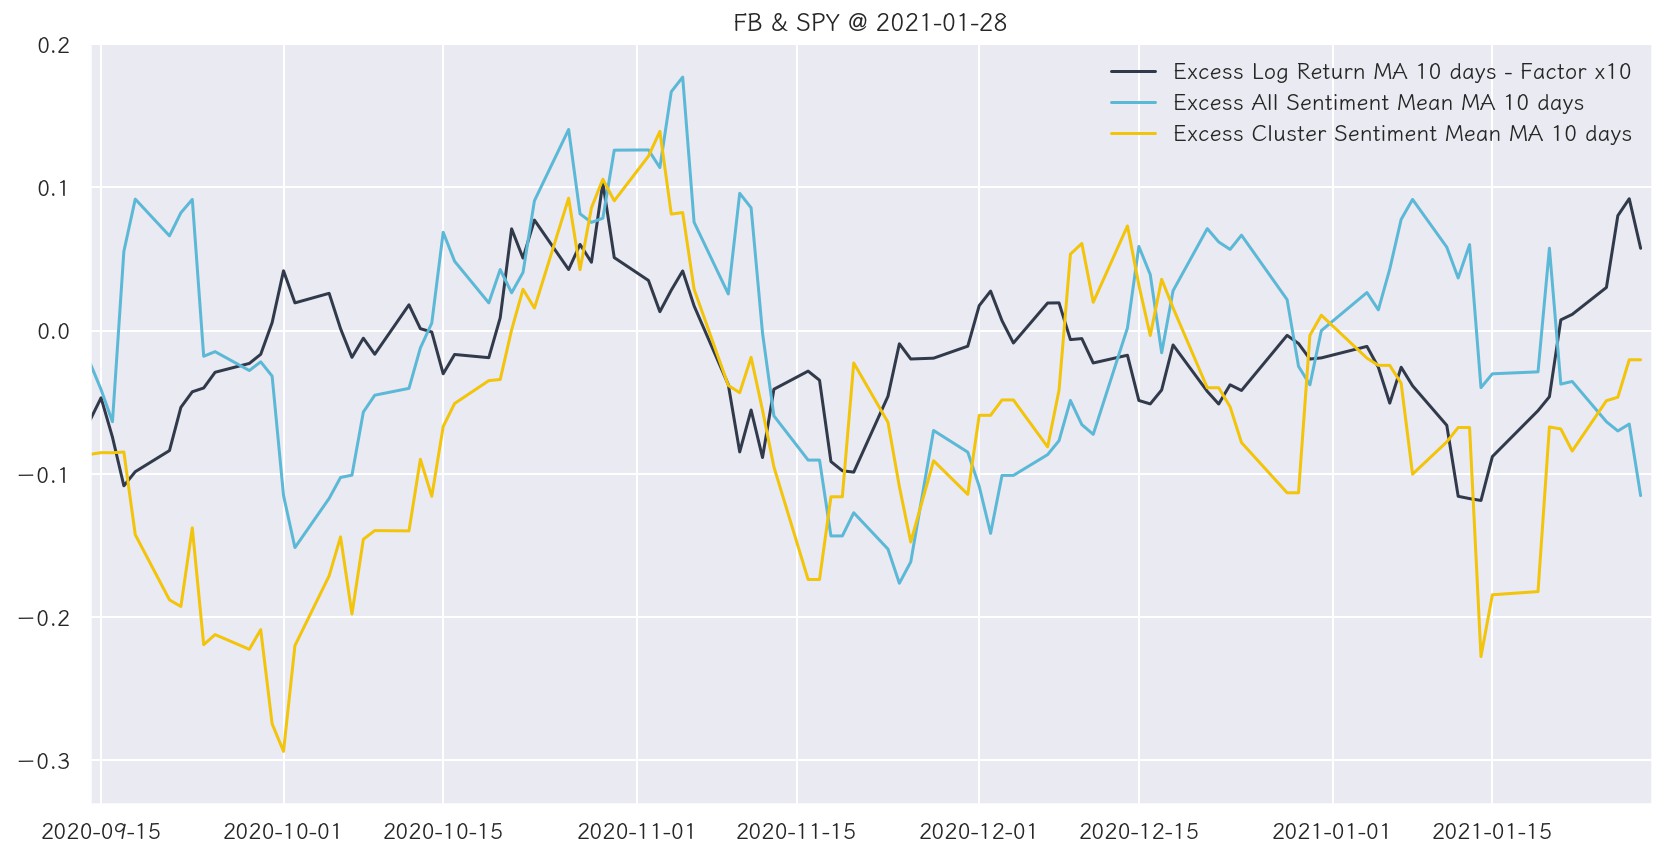 FB & SPY @ 2021-01-28
Excess Log Return MA 10 days - Factor x10
Excess All Sentiment Mean MA 10 days
Excess Cluster Sentiment Mean MA 10 days
0.2
0.1
0.0
−0.1
−0.2
−0.3
2020-09-15 2020-10-01 2020-10-15 2020-11-01 2020-11-15 2020-12-01 2020-12-15 2021-01-01 2021-01-15